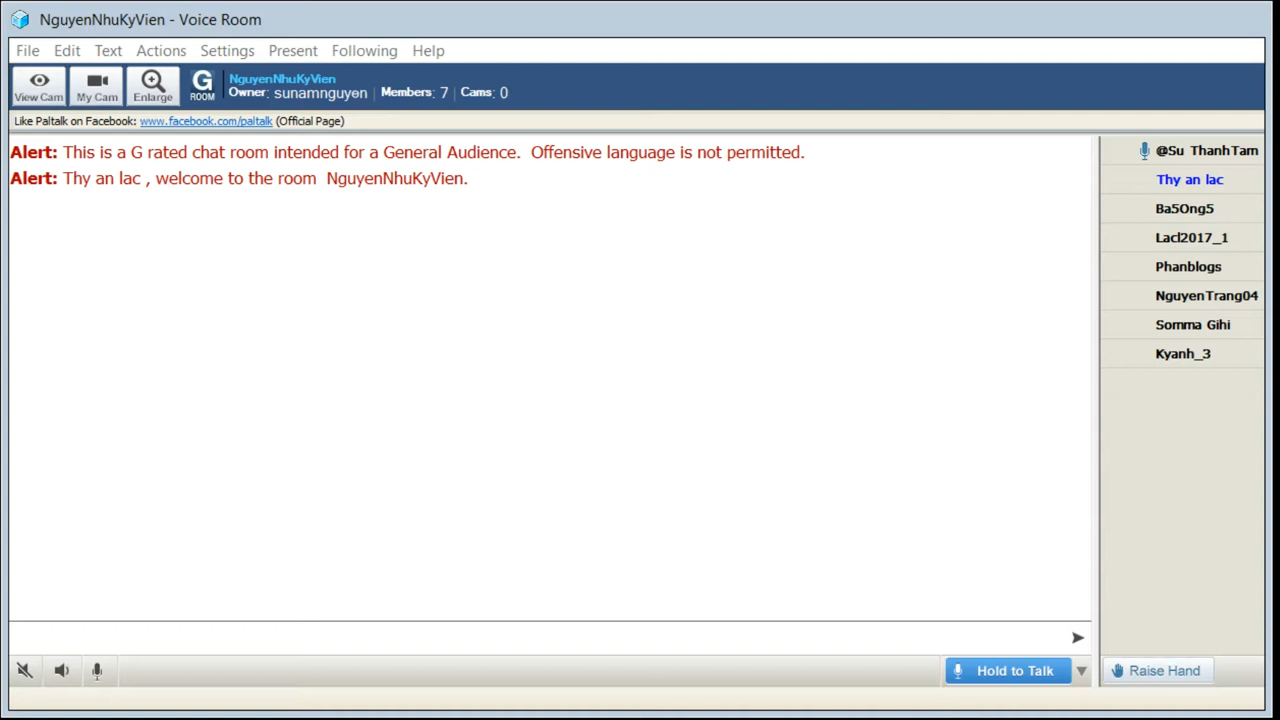 NguyenNhuKyVien - Voice Room
File Edit Text Actions Settings Present Following Help
View Cam My Cam Enlarge G ROOM NguyenNhuKyVien
Owner: sunamnguyen Members: 7 Cams: 0
Like Paltalk on Facebook: www.facebook.com/paltalk (Official Page)
Alert: This is a G rated chat room intended for a General Audience. Offensive language is not permitted.
Alert: Thy an lac , welcome to the room NguyenNhuKyVien.
@Su ThanhTam
Thy an lac
Ba5Ong5
Lacl2017_1
Phanblogs
NguyenTrang04
Somma Gihi
Kyanh_3
Hold to Talk
Raise Hand